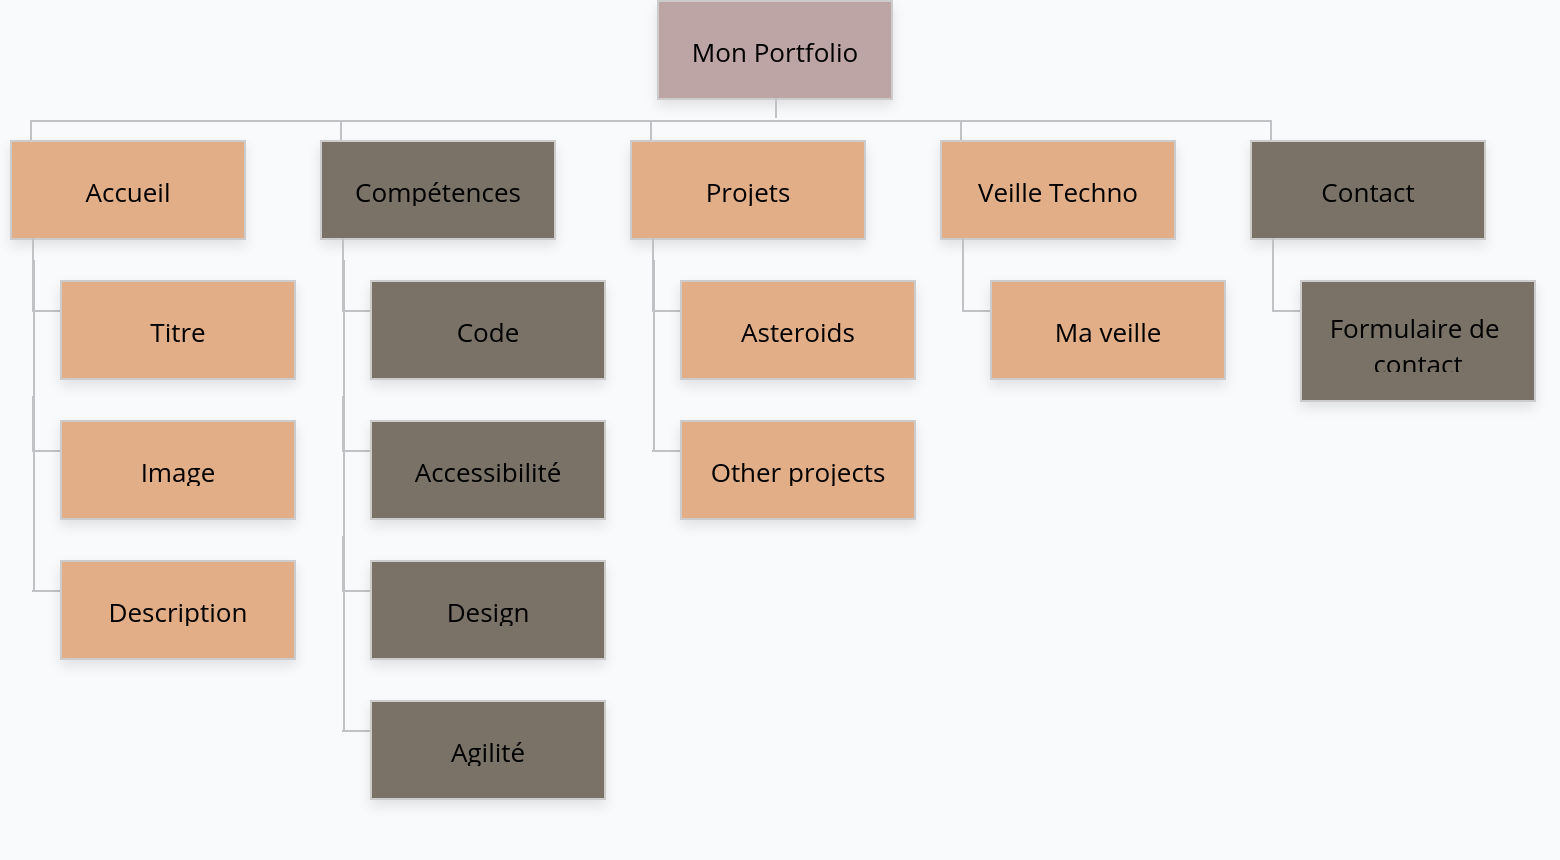 Mon Portfolio
Accueil
Compétences
Projets
Veille Techno
Contact
Titre
Code
Asteroids
Ma veille
Formulaire de
contact
Image
Accessibilité
Other projects
Description
Design
Agilité